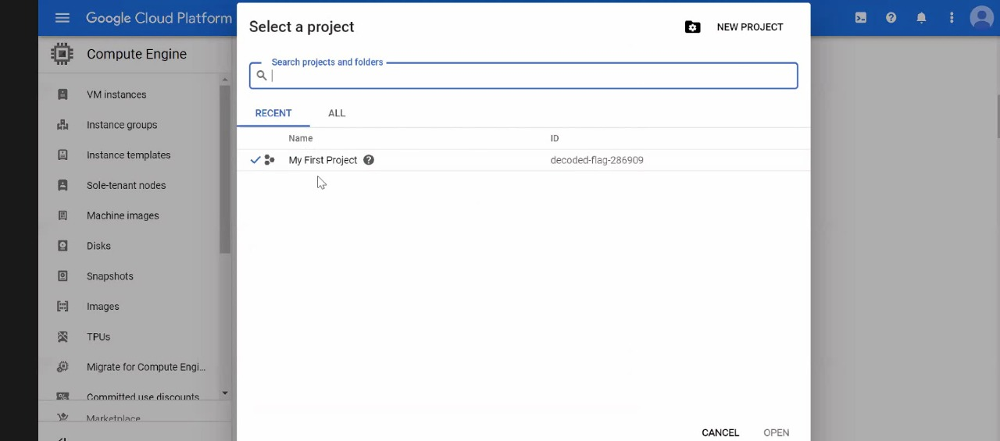 Google Cloud Platform
Select a project
NEW PROJECT
Compute Engine
Search projects and folders
RECENT
ALL
Name
ID
My First Project
decoded-flag-286909
VM instances
Instance groups
Instance templates
Sole-tenant nodes
Machine images
Disks
Snapshots
Images
TPUs
Migrate for Compute Engi...
Committed use discounts
Marketplace
CANCEL
OPEN